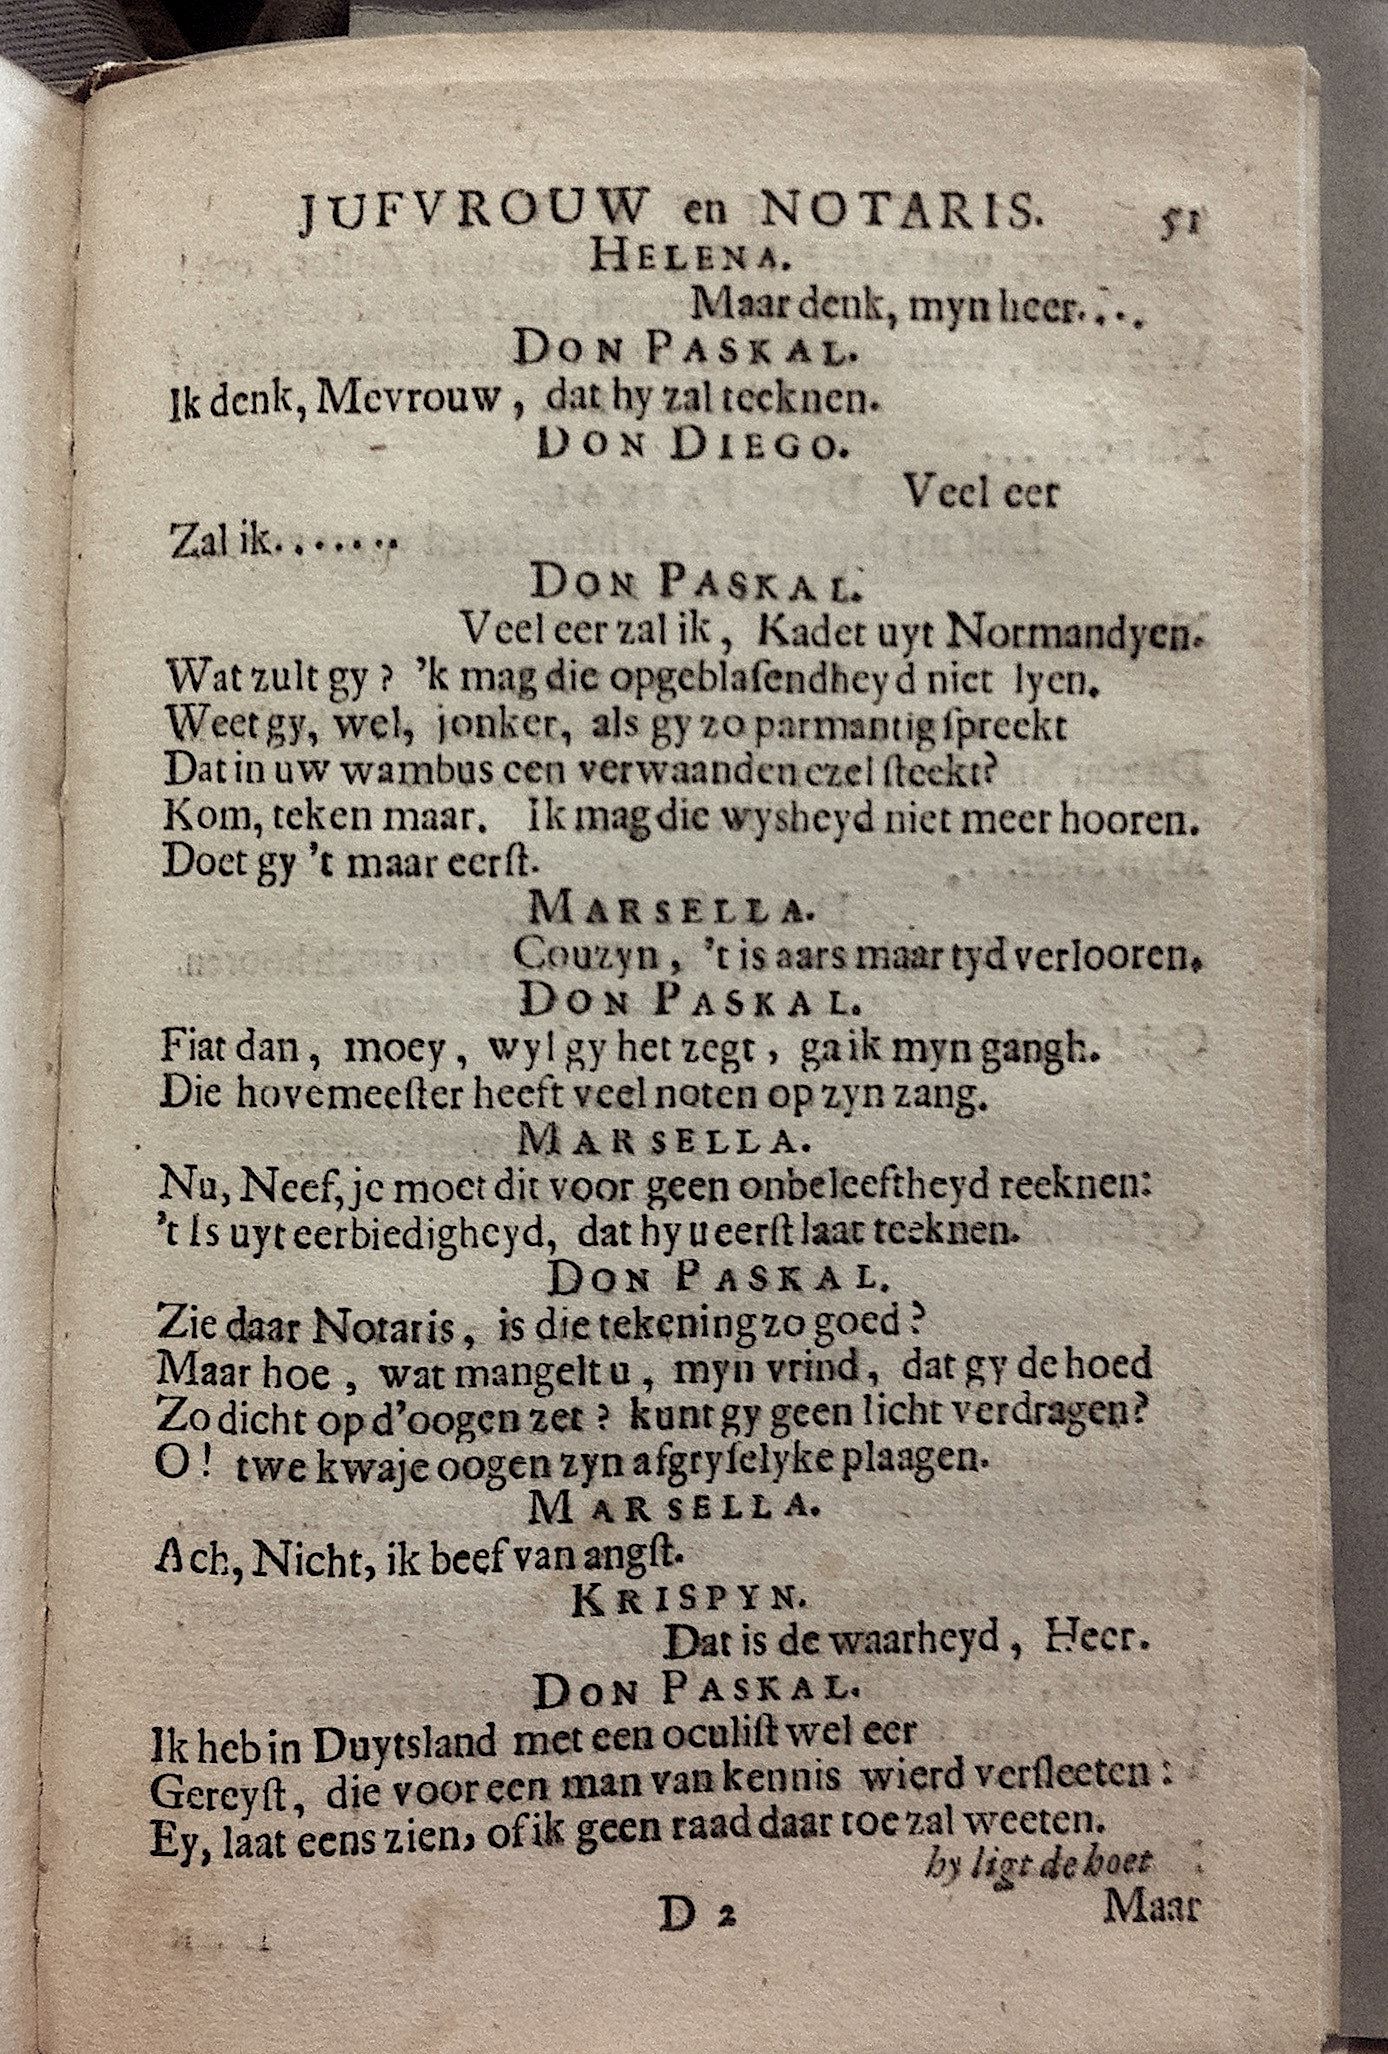 JUFVROUW en NOTARIS. 51
HELENA.
Maar denk, myn heer.....
DON PASKAL.
Ik denk, Mevrouw, dat hy zal teeknen.
DON DIEGO.
Veel eer
Zal ik.......
DON PASKAL.
Veel eer zal ik, Kadet uyt Normandyen.
Wat zult gy? 'k mag die opgeblaſendheyd niet lyen.
Weet gy, wel, jonker, als gy zo parmantig ſpreekt
Dat in uw wambus een verwaanden ezel ſteekt?
Kom, teken maar. Ik mag die wysheyd niet meer hooren.
Doet gy 't maar eerſt.
MARSELLA.
Couzyn, 't is aars maar tyd verlooren.
DON PASKAL.
Fiat dan, moey, wyl gy het zegt, ga ik myn gangh.
Die hovemeeſter heeft veel noten op zyn zang.
MARSELLA.
Nu, Neef, je moet dit voor geen onbeleeftheyd reeknen:
't Is uyt eerbiedigheyd, dat hy u eerſt laat teeknen.
DON PASKAL.
Zie daar Notaris, is die tekening zo goed?
Maar hoe, wat mangelt u, myn vrind, dat gy de hoed
Zo dicht op d'oogen zet? kunt gy geen licht verdragen?
O! twe kwaje oogen zyn afgryſelyke plaagen.
MARSELLA.
Ach, Nicht, ik beef van angſt.
KRISPYN.
Dat is de waarheyd, Heer.
DON PASKAL.
Ik heb in Duytsland met een oculiſt wel eer
Gereyſt, die voor een man van kennis wierd verſleeten:
Ey, laat eens zien, of ik geen raad daar toe zal weeten.
hy ligt de hoet
D 2 Maar